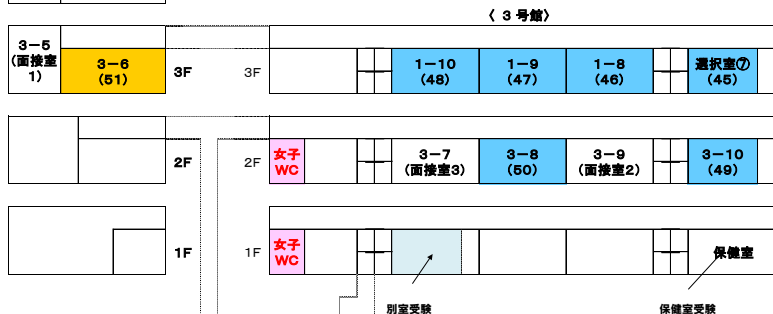 〈 3 号館〉
3－5
(面接室
1)
3－6
(51)
3F
3F
1－10
(48)
1－9
(47)
1－8
(46)
選択室⑦
(45)
2F
2F
女子
WC
3－7
(面接室3)
3－8
(50)
3－9
(面接室2)
3－10
(49)
1F
1F
女子
WC
保健室
別室受験
保健室受験